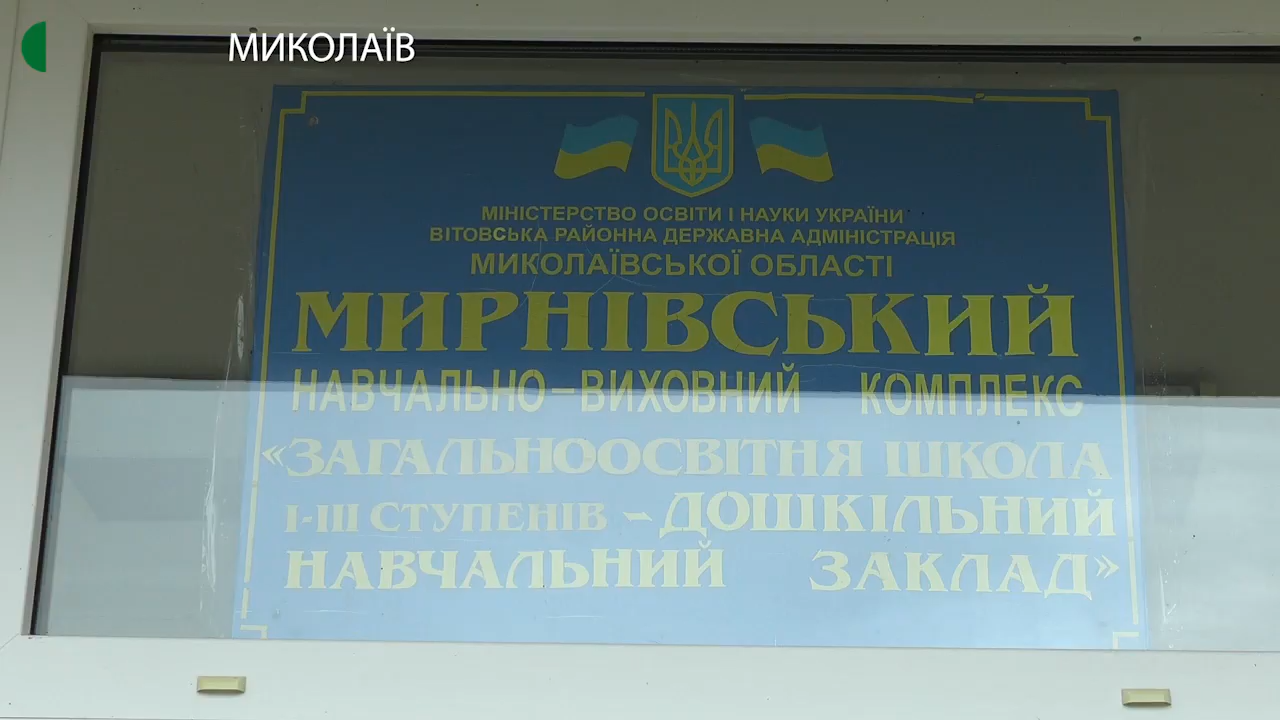 МИКОЛАЇВ
МІНІСТЕРСТВО ОСВІТИ І НАУКИ УКРАЇНИ
ВІТОВСЬКА РАЙОННА ДЕРЖАВНА АДМІНІСТРАЦІЯ
МИКОЛАЇВСЬКОЇ ОБЛАСТІ
МИРНІВСЬКИЙ
НАВЧАЛЬНО – ВИХОВНИЙ КОМПЛЕКС
«ЗАГАЛЬНООСВІТНЯ ШКОЛА
І-ІІІ СТУПЕНІВ – ДОШКІЛЬНИЙ
НАВЧАЛЬНИЙ ЗАКЛАД»